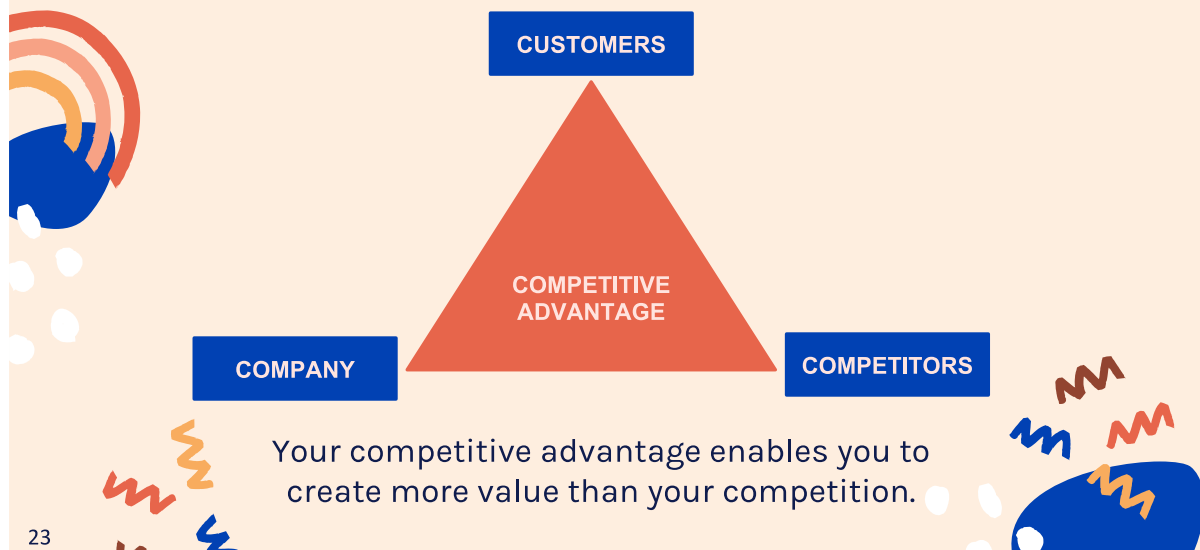 CUSTOMERS
COMPETITIVE
ADVANTAGE
COMPANY
COMPETITORS
Your competitive advantage enables you to
create more value than your competition.
23